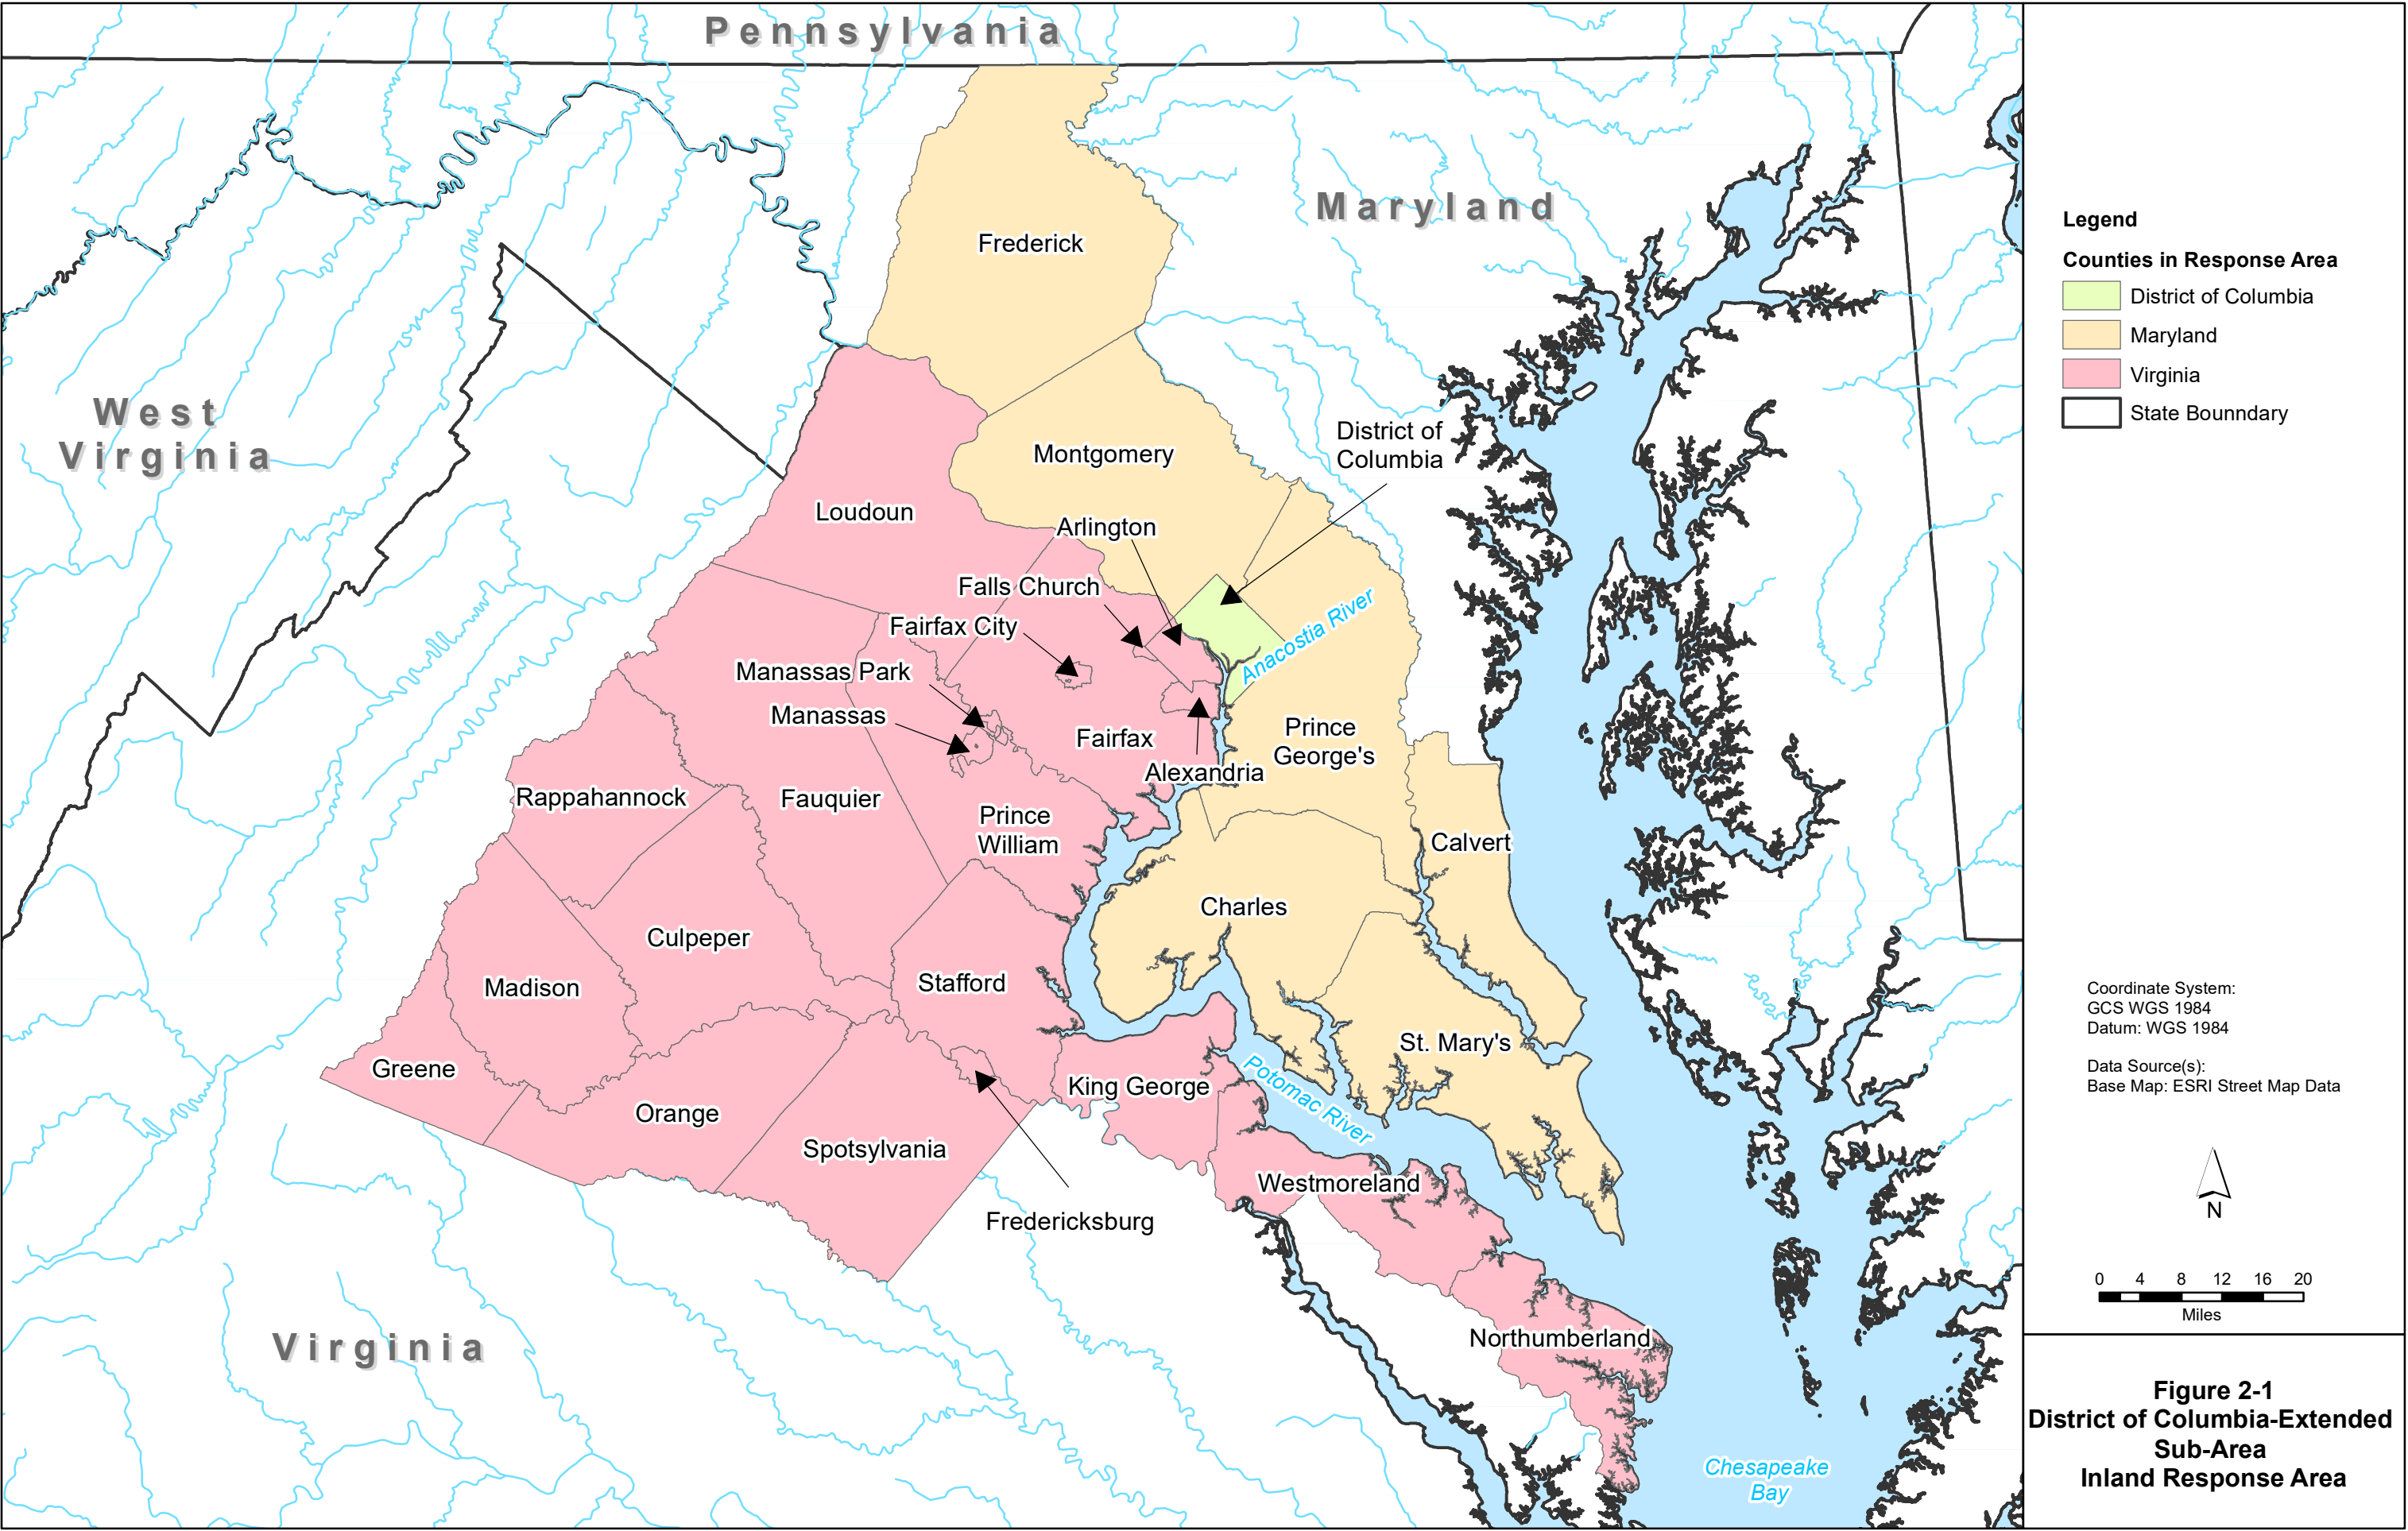 Pennsylvania
Maryland
West
Virginia
Virginia
Frederick
Montgomery
District of
Columbia
Loudoun
Arlington
Falls Church
Fairfax City
Manassas Park
Manassas
Anacostia River
Fairfax
Alexandria
Prince
George's
Rappahannock
Fauquier
Prince
William
Calvert
Charles
Culpeper
Madison
Stafford
St. Mary's
Greene
King George
Potomac River
Orange
Spotsylvania
Westmoreland
Fredericksburg
Northumberland
Chesapeake
Bay
Legend
Counties in Response Area
District of Columbia
Maryland
Virginia
State Bounndary
Coordinate System:
GCS WGS 1984
Datum: WGS 1984
Data Source(s):
Base Map: ESRI Street Map Data
N
0 4 8 12 16 20
Miles
Figure 2-1
District of Columbia-Extended
Sub-Area
Inland Response Area